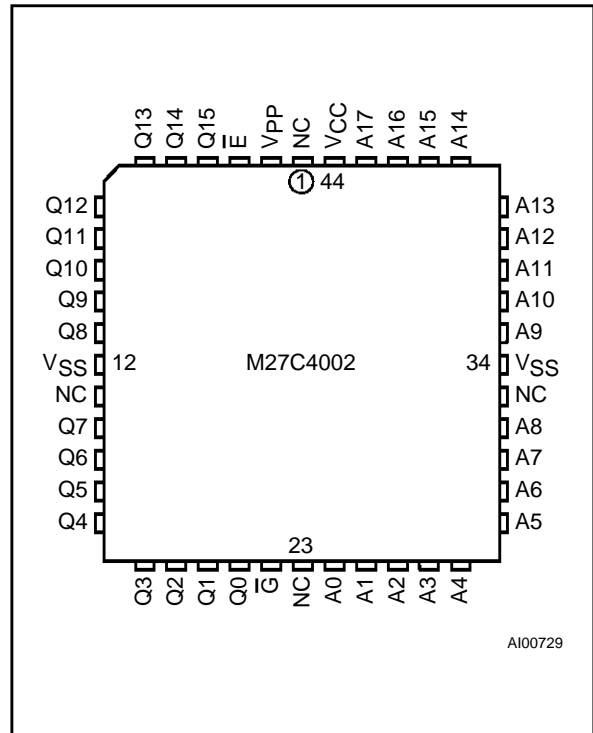 Q13 Q14 Q15 E VPP NC VCC A17 A16 A15 A14
1 44
Q12 A13
Q11 A12
Q10 A11
Q9 A10
Q8 A9
VSS 12 M27C4002 34 VSS
NC NC
Q7 A8
Q6 A7
Q5 A6
Q4 A5
23
Q3 Q2 Q1 Q0 G NC A0 A1 A2 A3 A4
AI00729